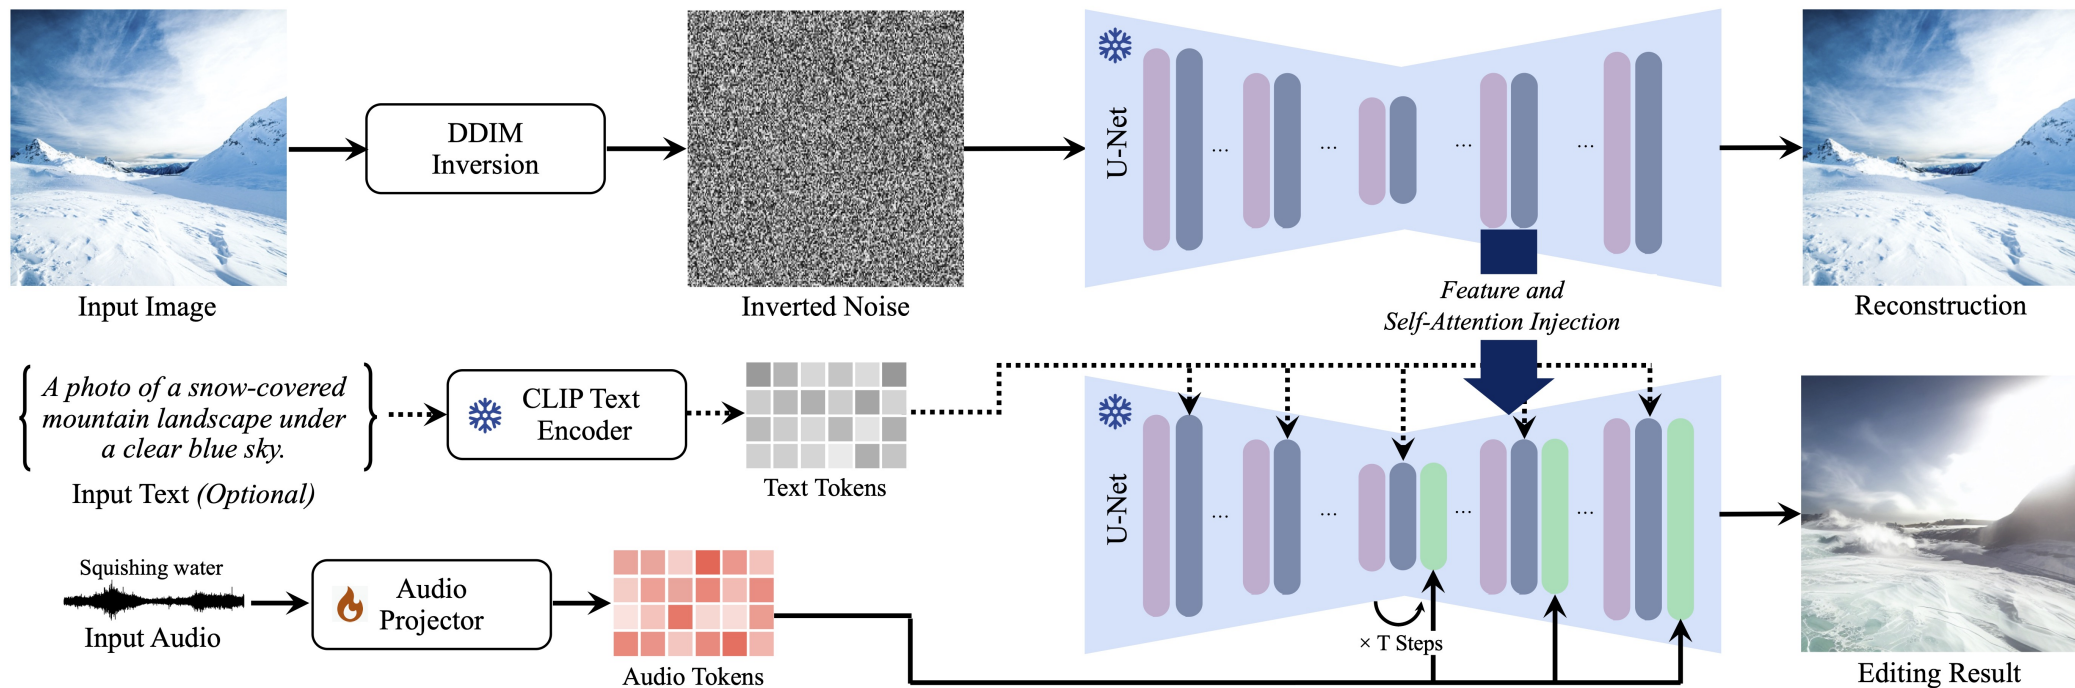 DDIM
Inversion
U-Net
Input Image
Inverted Noise
Feature and
Self-Attention Injection
Reconstruction
A photo of a snow-covered
mountain landscape under
a clear blue sky.
Input Text (Optional)
CLIP Text
Encoder
Text Tokens
U-Net
Squishing water
Input Audio
Audio
Projector
Audio Tokens
× T Steps
Editing Result